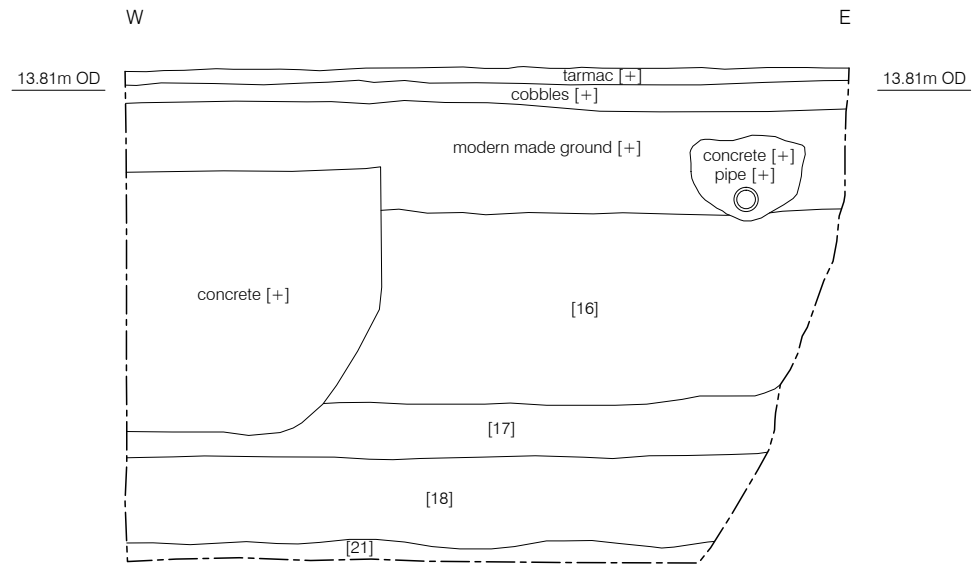 W
E
13.81m OD
13.81m OD
tarmac [+]
cobbles [+]
modern made ground [+]
concrete [+]
pipe [+]
concrete [+]
[16]
[17]
[18]
[21]